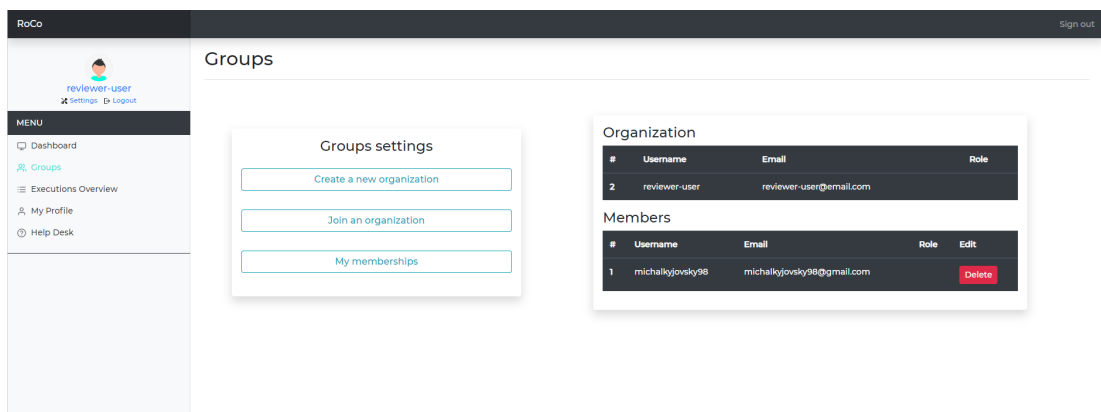 RoCo
Sign out
reviewer-user
Settings Logout
MENU
Dashboard
Groups
Executions Overview
My Profile
Help Desk
Groups
Groups settings
Create a new organization
Join an organization
My memberships
Organization
# Username Email Role
2 reviewer-user reviewer-user@email.com
Members
# Username Email Role Edit
1 michalkyjovsky98 michalkyjovsky98@gmail.com Delete